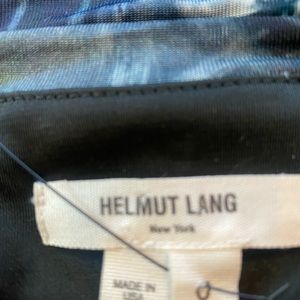 HELMUT LANG
New York
MADE IN
USA